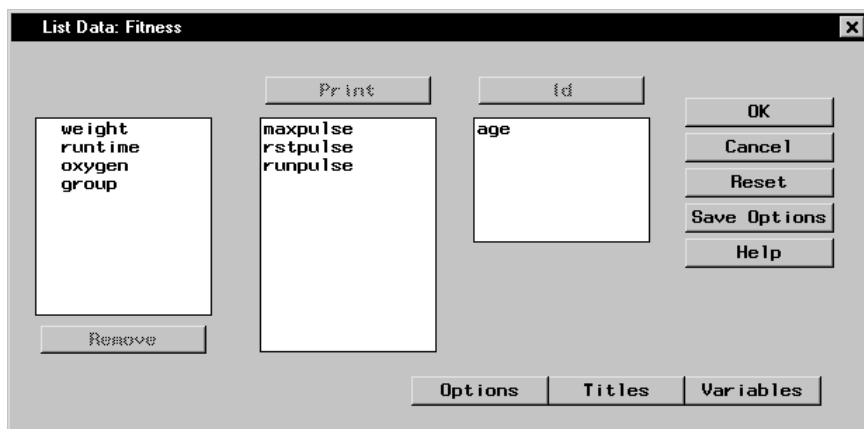 List Data: Fitness
Print
Id
weight
runtime
oxygen
group
maxpulse
rstpulse
runpulse
age
OK
Cancel
Reset
Save Options
Help
Remove
Options
Titles
Variables